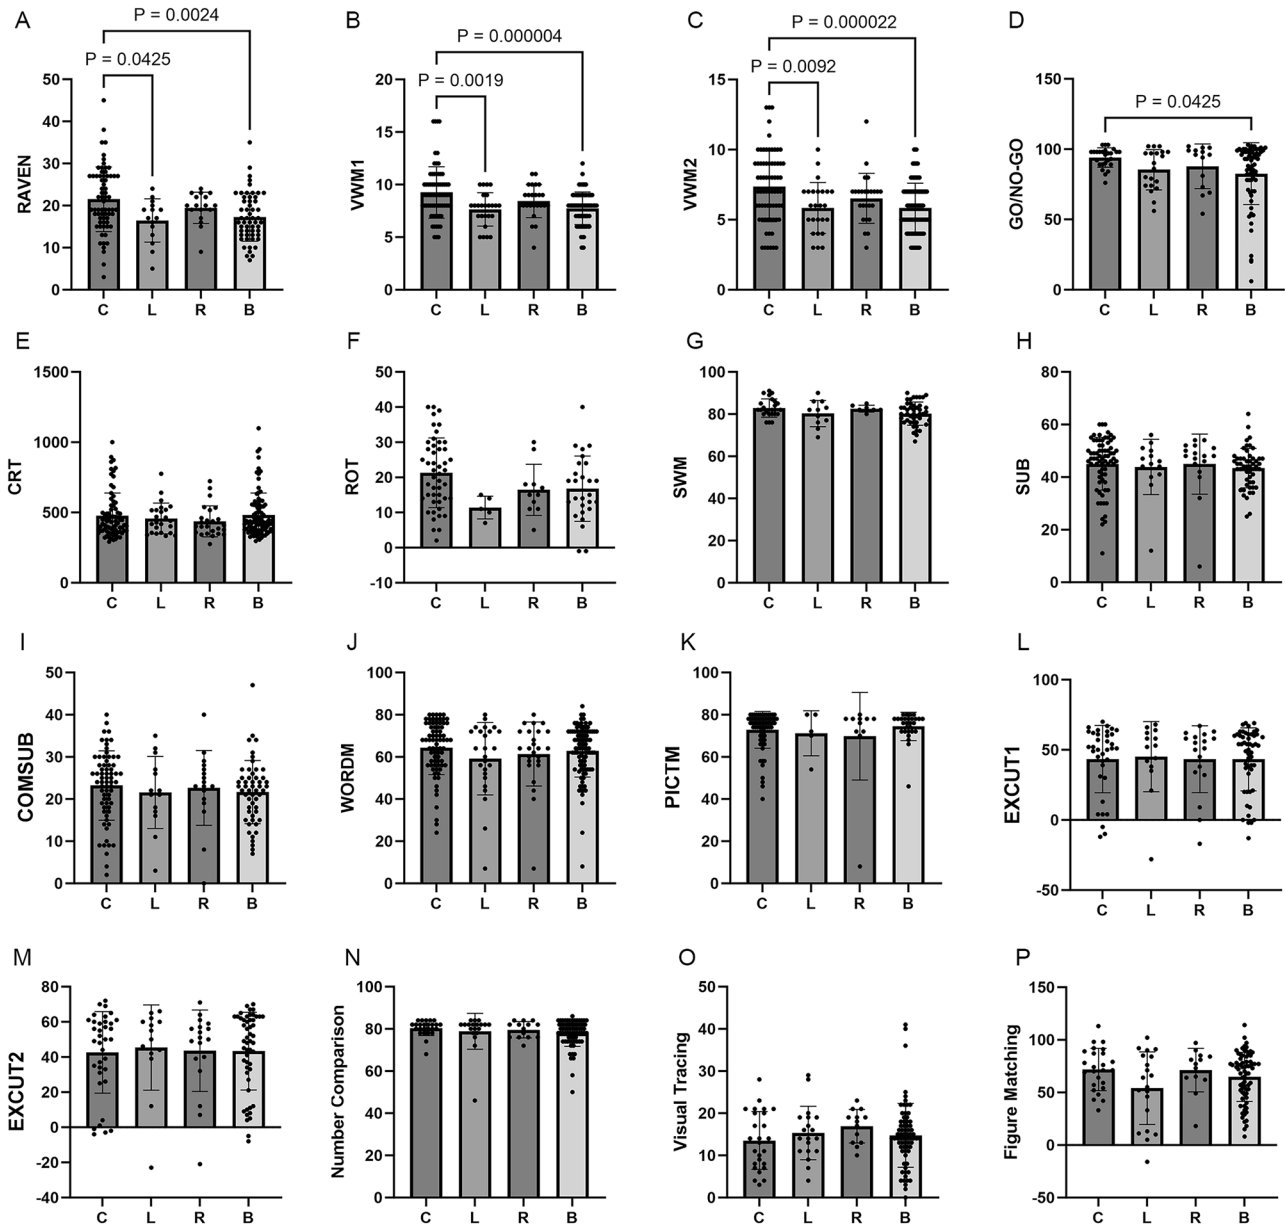 A
P = 0.0024
P = 0.0425
RAVEN
50
40
30
20
10
0
C L R B
B
P = 0.000004
P = 0.0019
VWM1
20
15
10
5
0
C L R B
C
P = 0.000022
P = 0.0092
VWM2
15
10
5
0
C L R B
D
P = 0.0425
GO/NO-GO
150
100
50
0
C L R B
E
CRT
1500
1000
500
0
C L R B
F
ROT
50
40
30
20
10
0
-10
C L R B
G
SWM
100
80
60
40
20
0
C L R B
H
SUB
80
60
40
20
0
C L R B
I
COMSUB
50
40
30
20
10
0
C L R B
J
WORDM
100
80
60
40
20
0
C L R B
K
PICTM
100
80
60
40
20
0
C L R B
L
EXCUT1
100
50
0
-50
C L R B
M
EXCUT2
80
60
40
20
0
-20
-40
C L R B
N
Number Comparison
100
80
60
40
20
0
C L R B
O
Visual Tracing
50
40
30
20
10
0
C L R B
P
Figure Matching
150
100
50
0
-50
C L R B